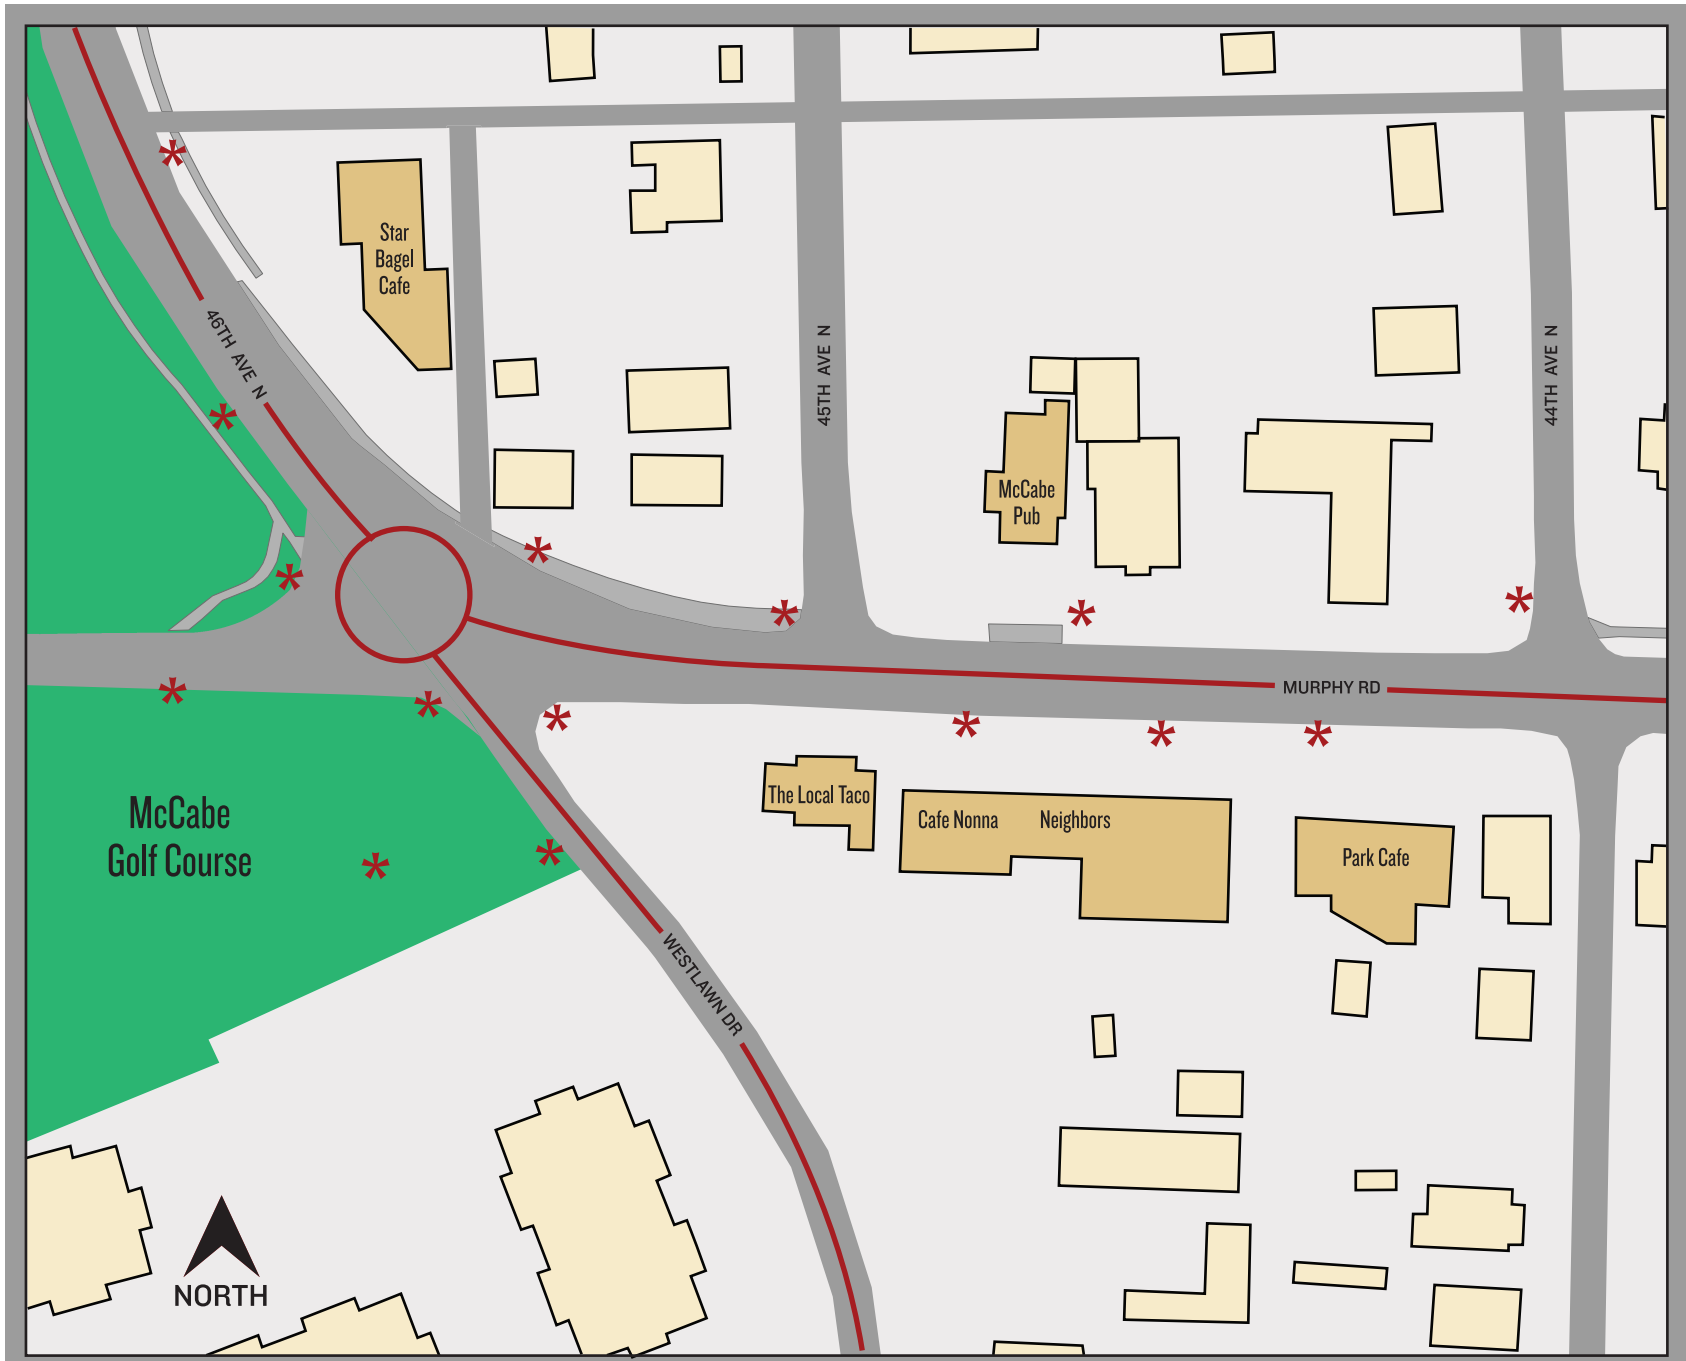 Star
Bagel
Cafe
46TH AVE N
45TH AVE N
44TH AVE N
McCabe
Pub
MURPHY RD
McCabe
Golf Course
The Local Taco
Cafe Nonna
Neighbors
Park Cafe
WESTLAWN DR
NORTH